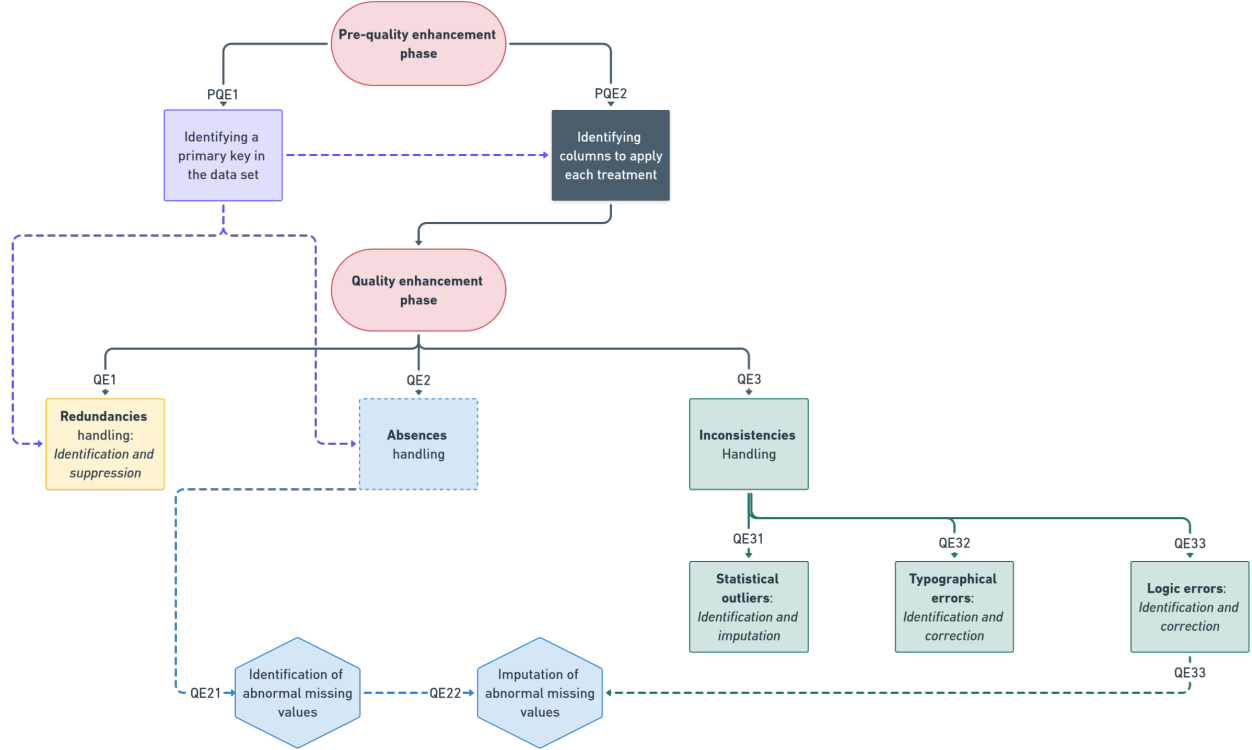 Pre-quality enhancement
phase
PQE1
PQE2
Identifying a
primary key in
the data set
Identifying
columns to apply
each treatment
Quality enhancement
phase
QE1
QE2
QE3
Redundancies
handling:
Identification and
suppression
Absences
handling
Inconsistencies
Handling
QE31
QE32
QE33
Statistical
outliers:
Identification and
imputation
Typographical
errors:
Identification and
correction
Logic errors:
Identification and
correction
QE33
QE21
Identification of
abnormal missing
values
QE22
Imputation of
abnormal missing
values